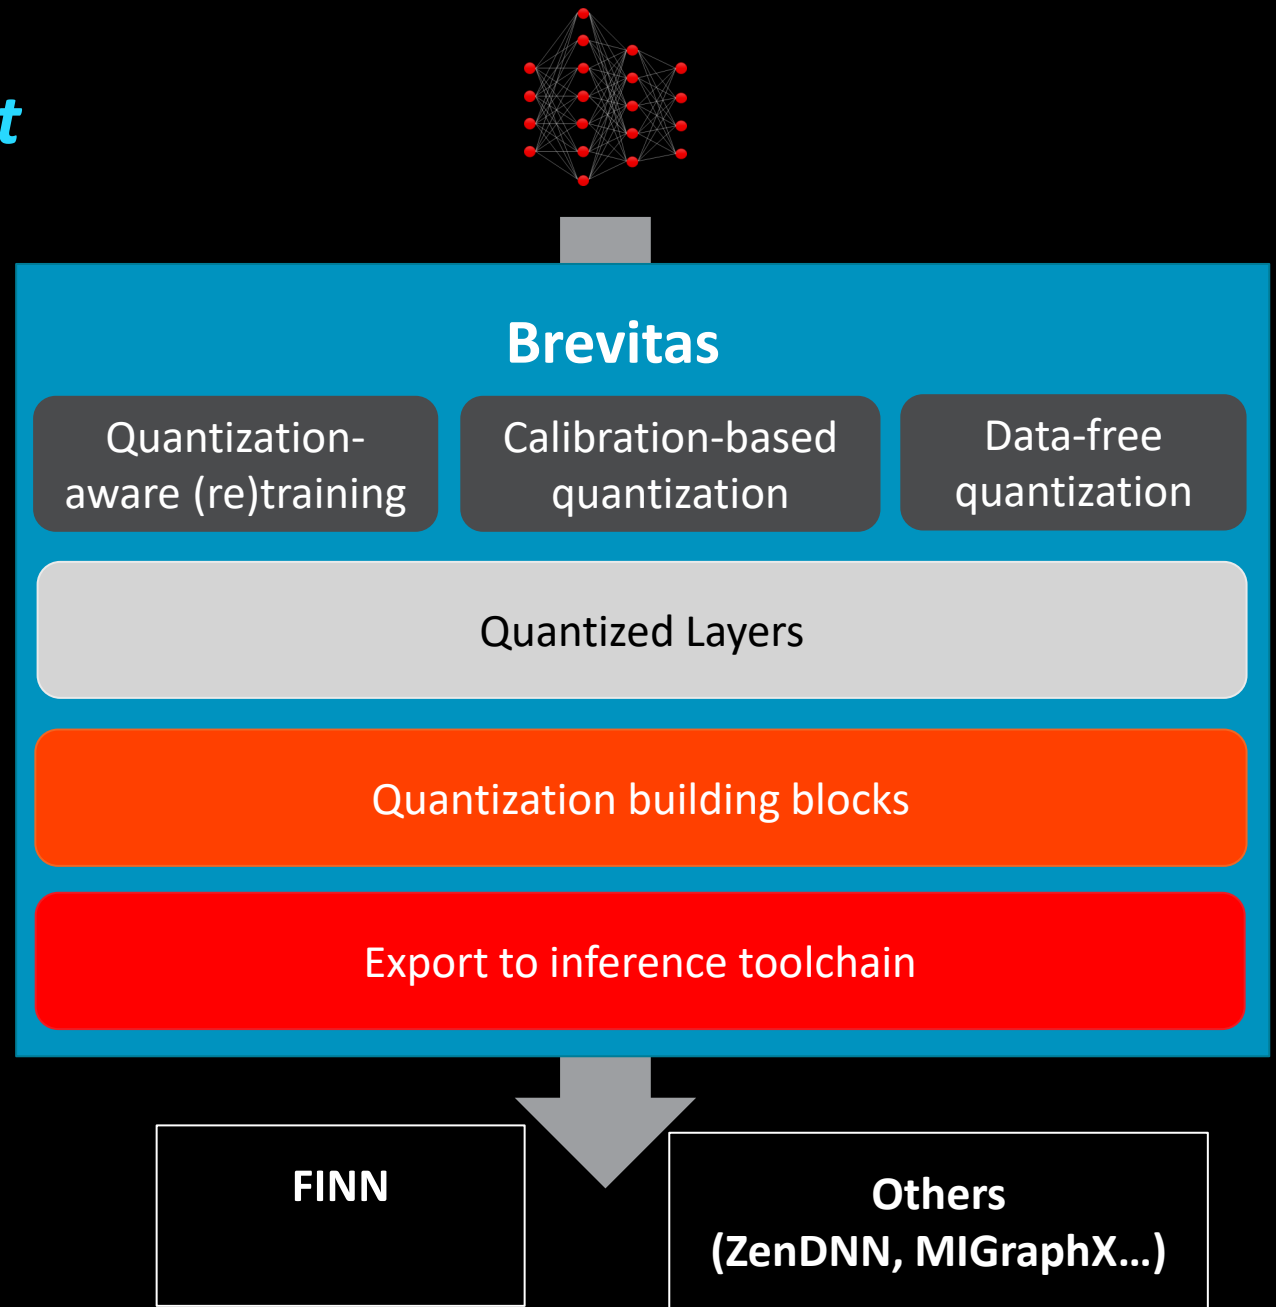 t
Brevitas
Quantization-
aware (re)training
Calibration-based
quantization
Data-free
quantization
Quantized Layers
Quantization building blocks
Export to inference toolchain
FINN
Others
(ZenDNN, MIGraphX…)